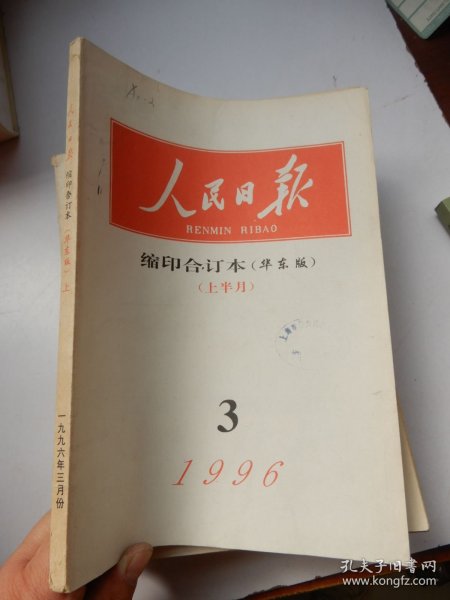 人民日报
RENMIN RIBAO
缩印合订本(华东版)
(上半月)
3
1996
人民日报 缩印合订本(华东版)上
一九九六年三月份
孔夫子旧书网
www.kongfz.com